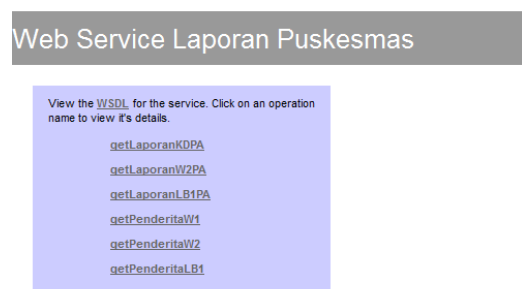 Web Service Laporan Puskesmas
View the WSDL for the service. Click on an operation
name to view it's details.
getLaporanKDPA
getLaporanW2PA
getLaporanLB1PA
getPenderitaW1
getPenderitaW2
getPenderitaLB1